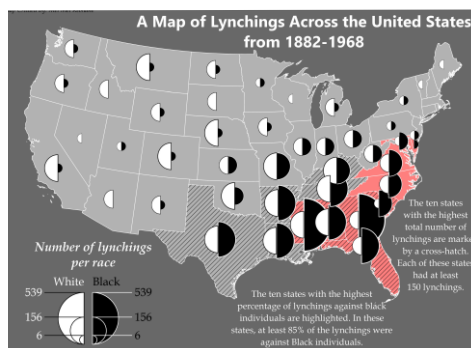 A Map of Lynchings Across the United States
from 1882-1968
The ten states
with the highest
total number of
lynchings are marked
by a cross-hatch.
Each of these states
had at least
150 lynchings.
Number of lynchings
per race
White Black
539 539
156 156
6 6
The ten states with the highest
percentage of lynchings against black
individuals are highlighted. In these
states, at least 85% of the lynchings were
against Black individuals.